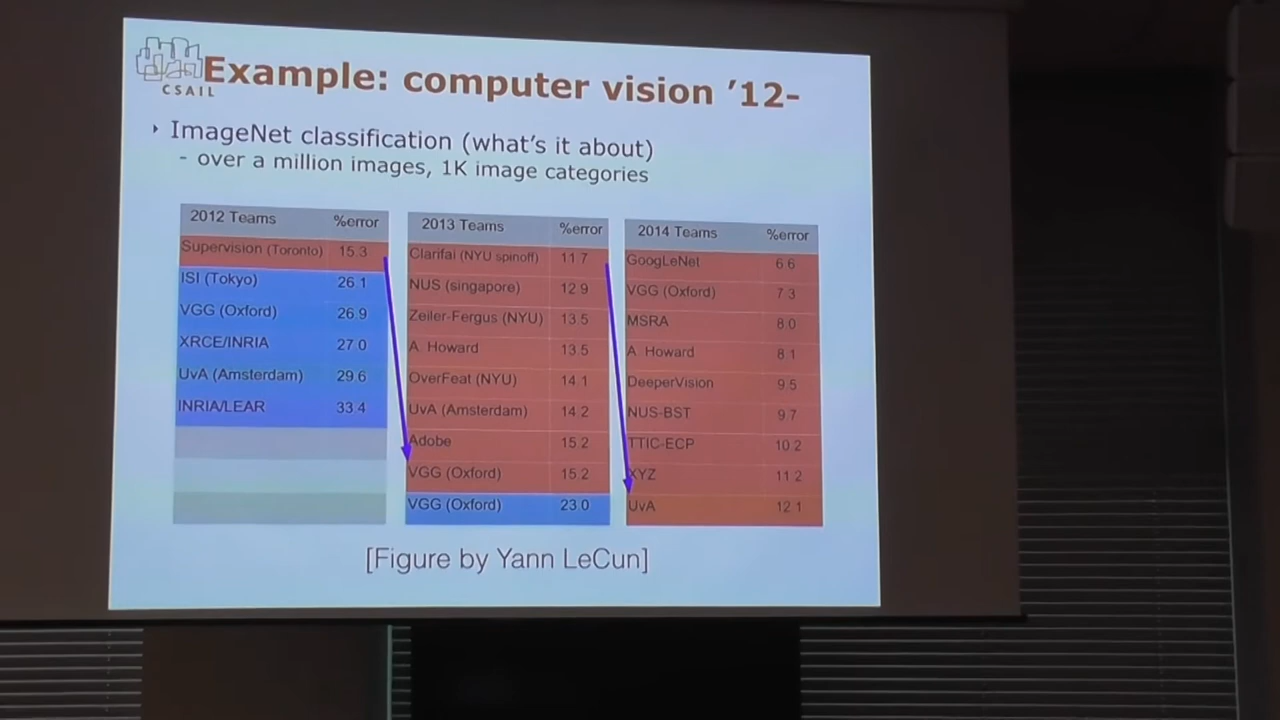 CSAIL
Example: computer vision ’12-
‣ ImageNet classification (what’s it about)
- over a million images, 1K image categories
2012 Teams %error
Supervision (Toronto) 15.3
ISI (Tokyo) 26.1
VGG (Oxford) 26.9
XRCE/INRIA 27.0
UvA (Amsterdam) 29.6
INRIA/LEAR 33.4
2013 Teams %error
Clarifai (NYU spinoff) 11.7
NUS (singapore) 12.9
Zeiler-Fergus (NYU) 13.5
A. Howard 13.5
OverFeat (NYU) 14.1
UvA (Amsterdam) 14.2
Adobe 15.2
VGG (Oxford) 15.2
VGG (Oxford) 23.0
2014 Teams %error
GoogLeNet 6.6
VGG (Oxford) 7.3
MSRA 8.0
A. Howard 8.1
DeeperVision 9.5
NUS-BST 9.7
TTIC-ECP 10.2
XYZ 11.2
UvA 12.1
[Figure by Yann LeCun]